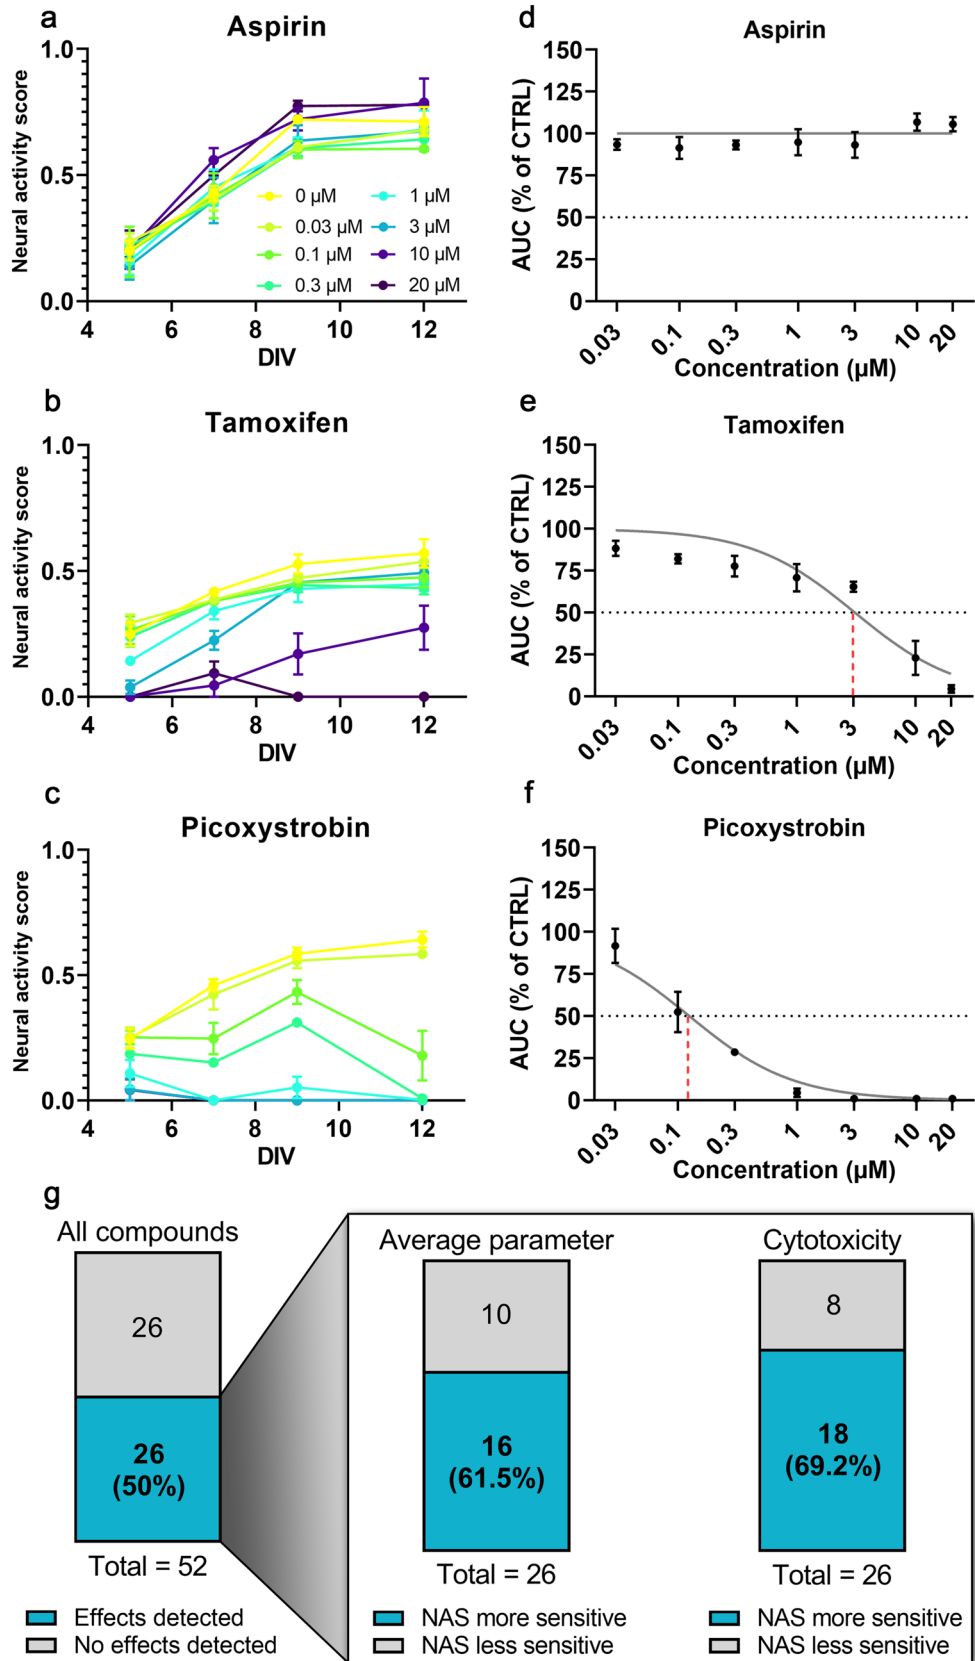 a
Aspirin
Neural activity score
1.0
0.5
0.0
4 6 8 10 12
DIV
0 µM
0.03 µM
0.1 µM
0.3 µM
1 µM
3 µM
10 µM
20 µM
d
Aspirin
AUC (% of CTRL)
150
125
100
75
50
25
0
0.03 0.1 0.3 1 3 10 20
Concentration (µM)
b
Tamoxifen
Neural activity score
1.0
0.5
0.0
4 6 8 10 12
DIV
e
Tamoxifen
AUC (% of CTRL)
150
125
100
75
50
25
0
0.03 0.1 0.3 1 3 10 20
Concentration (µM)
c
Picoxystrobin
Neural activity score
1.0
0.5
0.0
4 6 8 10 12
DIV
f
Picoxystrobin
AUC (% of CTRL)
150
125
100
75
50
25
0
0.03 0.1 0.3 1 3 10 20
Concentration (µM)
g
All compounds
26
26
(50%)
Total = 52
Effects detected
No effects detected
Average parameter
10
16
(61.5%)
Total = 26
NAS more sensitive
NAS less sensitive
Cytotoxicity
8
18
(69.2%)
Total = 26
NAS more sensitive
NAS less sensitive